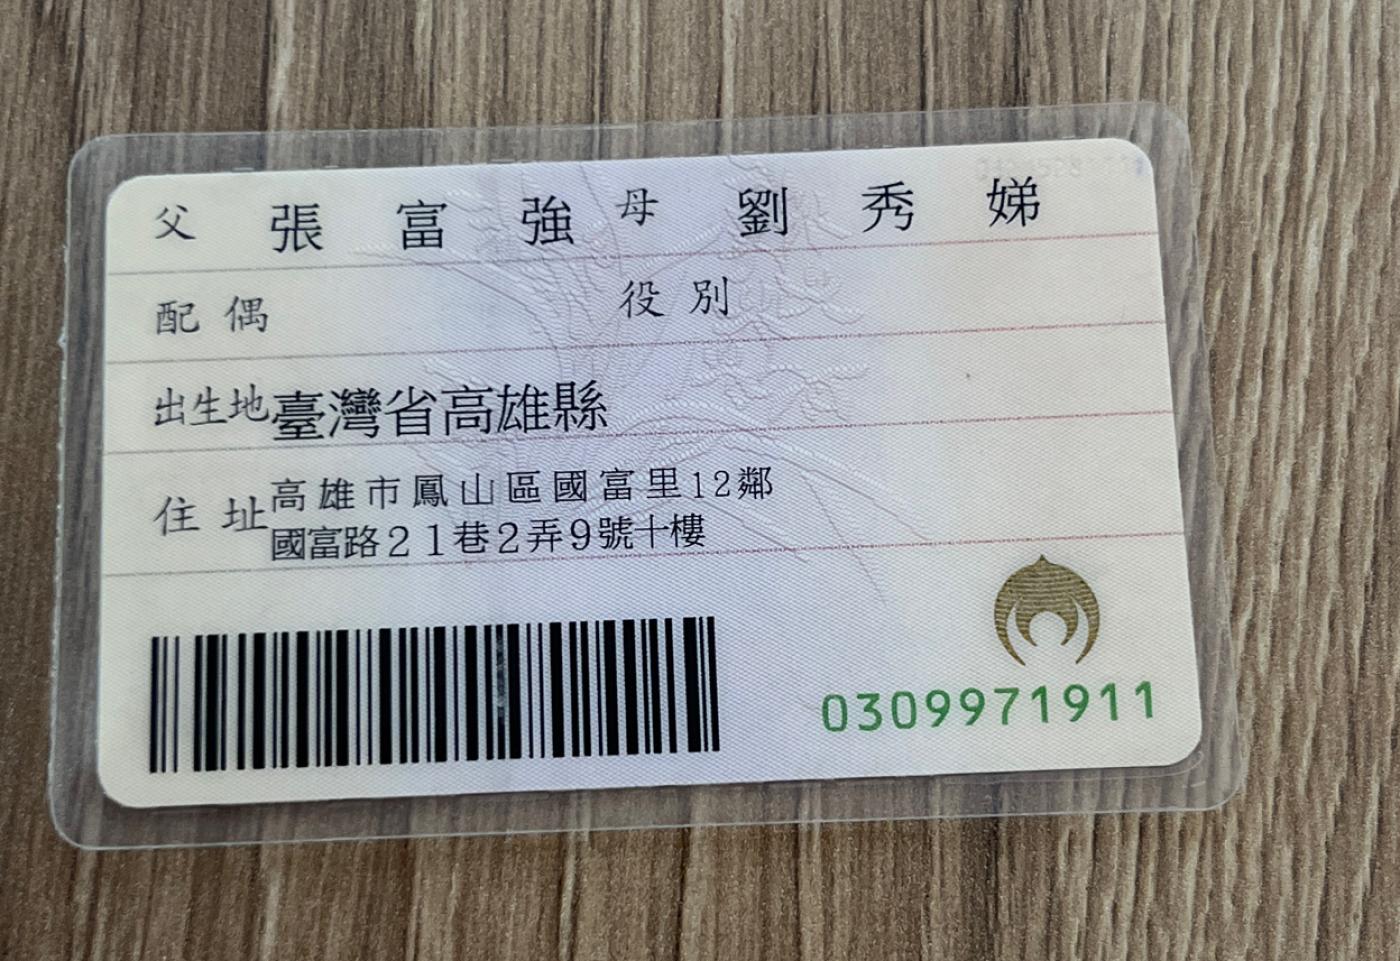 父 張富強 母 劉秀娣
配偶 役別
出生地 臺灣省高雄縣
住址 高雄市鳳山區國富里12鄰
國富路21巷2弄9號十樓
0309971911